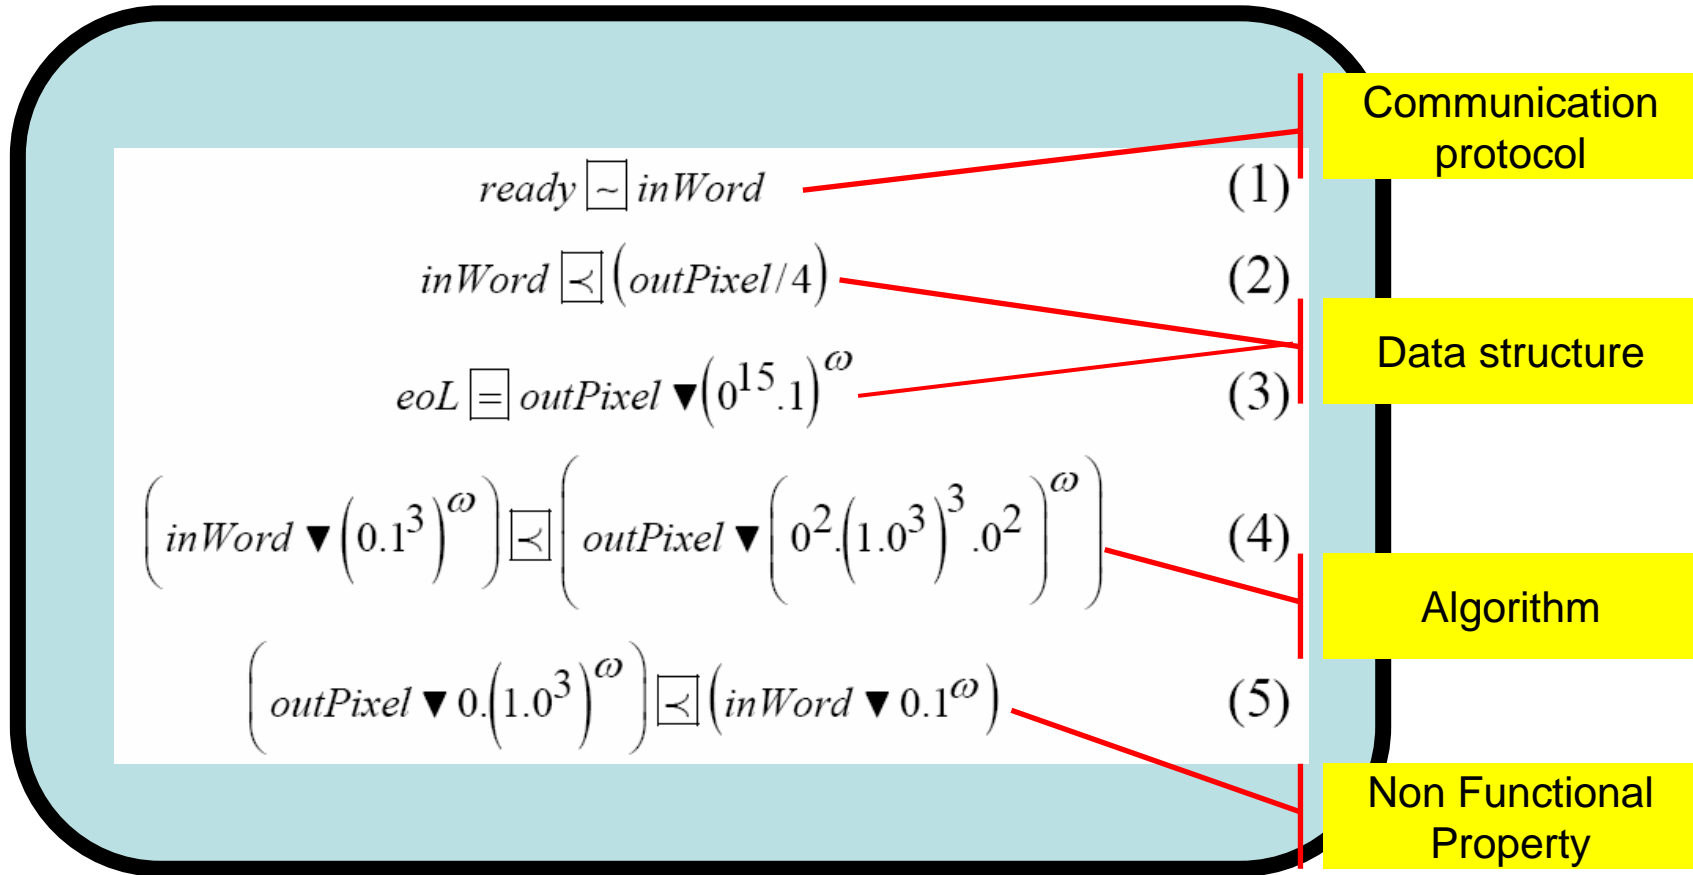 Communication
protocol
ready [~] inWord (1)
inWord [≺] (outPixel/4) (2)
Data structure
eoL [=] outPixel ▼(0^15.1)^ω (3)
(inWord ▼ (0.1^3)^ω) [≺] (outPixel ▼ (0^2.(1.0^3)^3.0^2)^ω) (4)
Algorithm
(outPixel ▼ 0.(1.0^3)^ω) [≺] (inWord ▼ 0.1^ω) (5)
Non Functional
Property